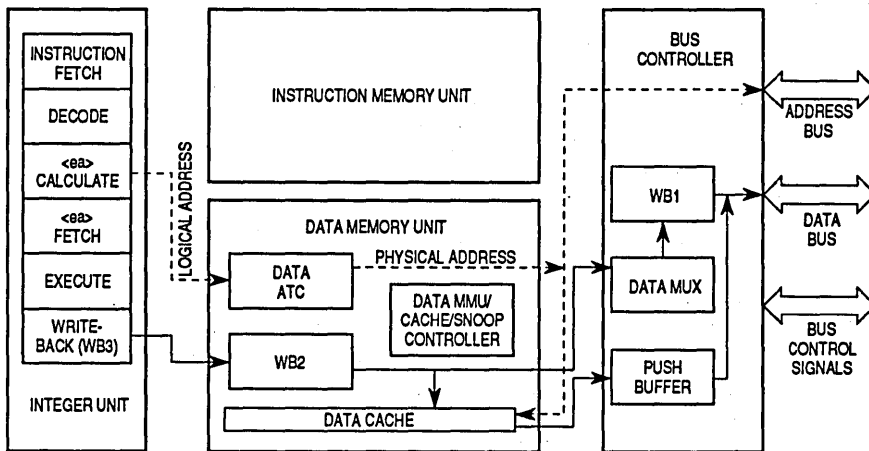 INSTRUCTION
FETCH
DECODE
<ea>
CALCULATE
<ea>
FETCH
EXECUTE
WRITE-
BACK (WB3)
INTEGER UNIT
LOGICAL ADDRESS
INSTRUCTION MEMORY UNIT
DATA MEMORY UNIT
DATA
ATC
PHYSICAL ADDRESS
DATA MMU/
CACHE/SNOOP
CONTROLLER
WB2
DATA CACHE
BUS
CONTROLLER
WB1
DATA MUX
PUSH
BUFFER
ADDRESS
BUS
DATA
BUS
BUS
CONTROL
SIGNALS